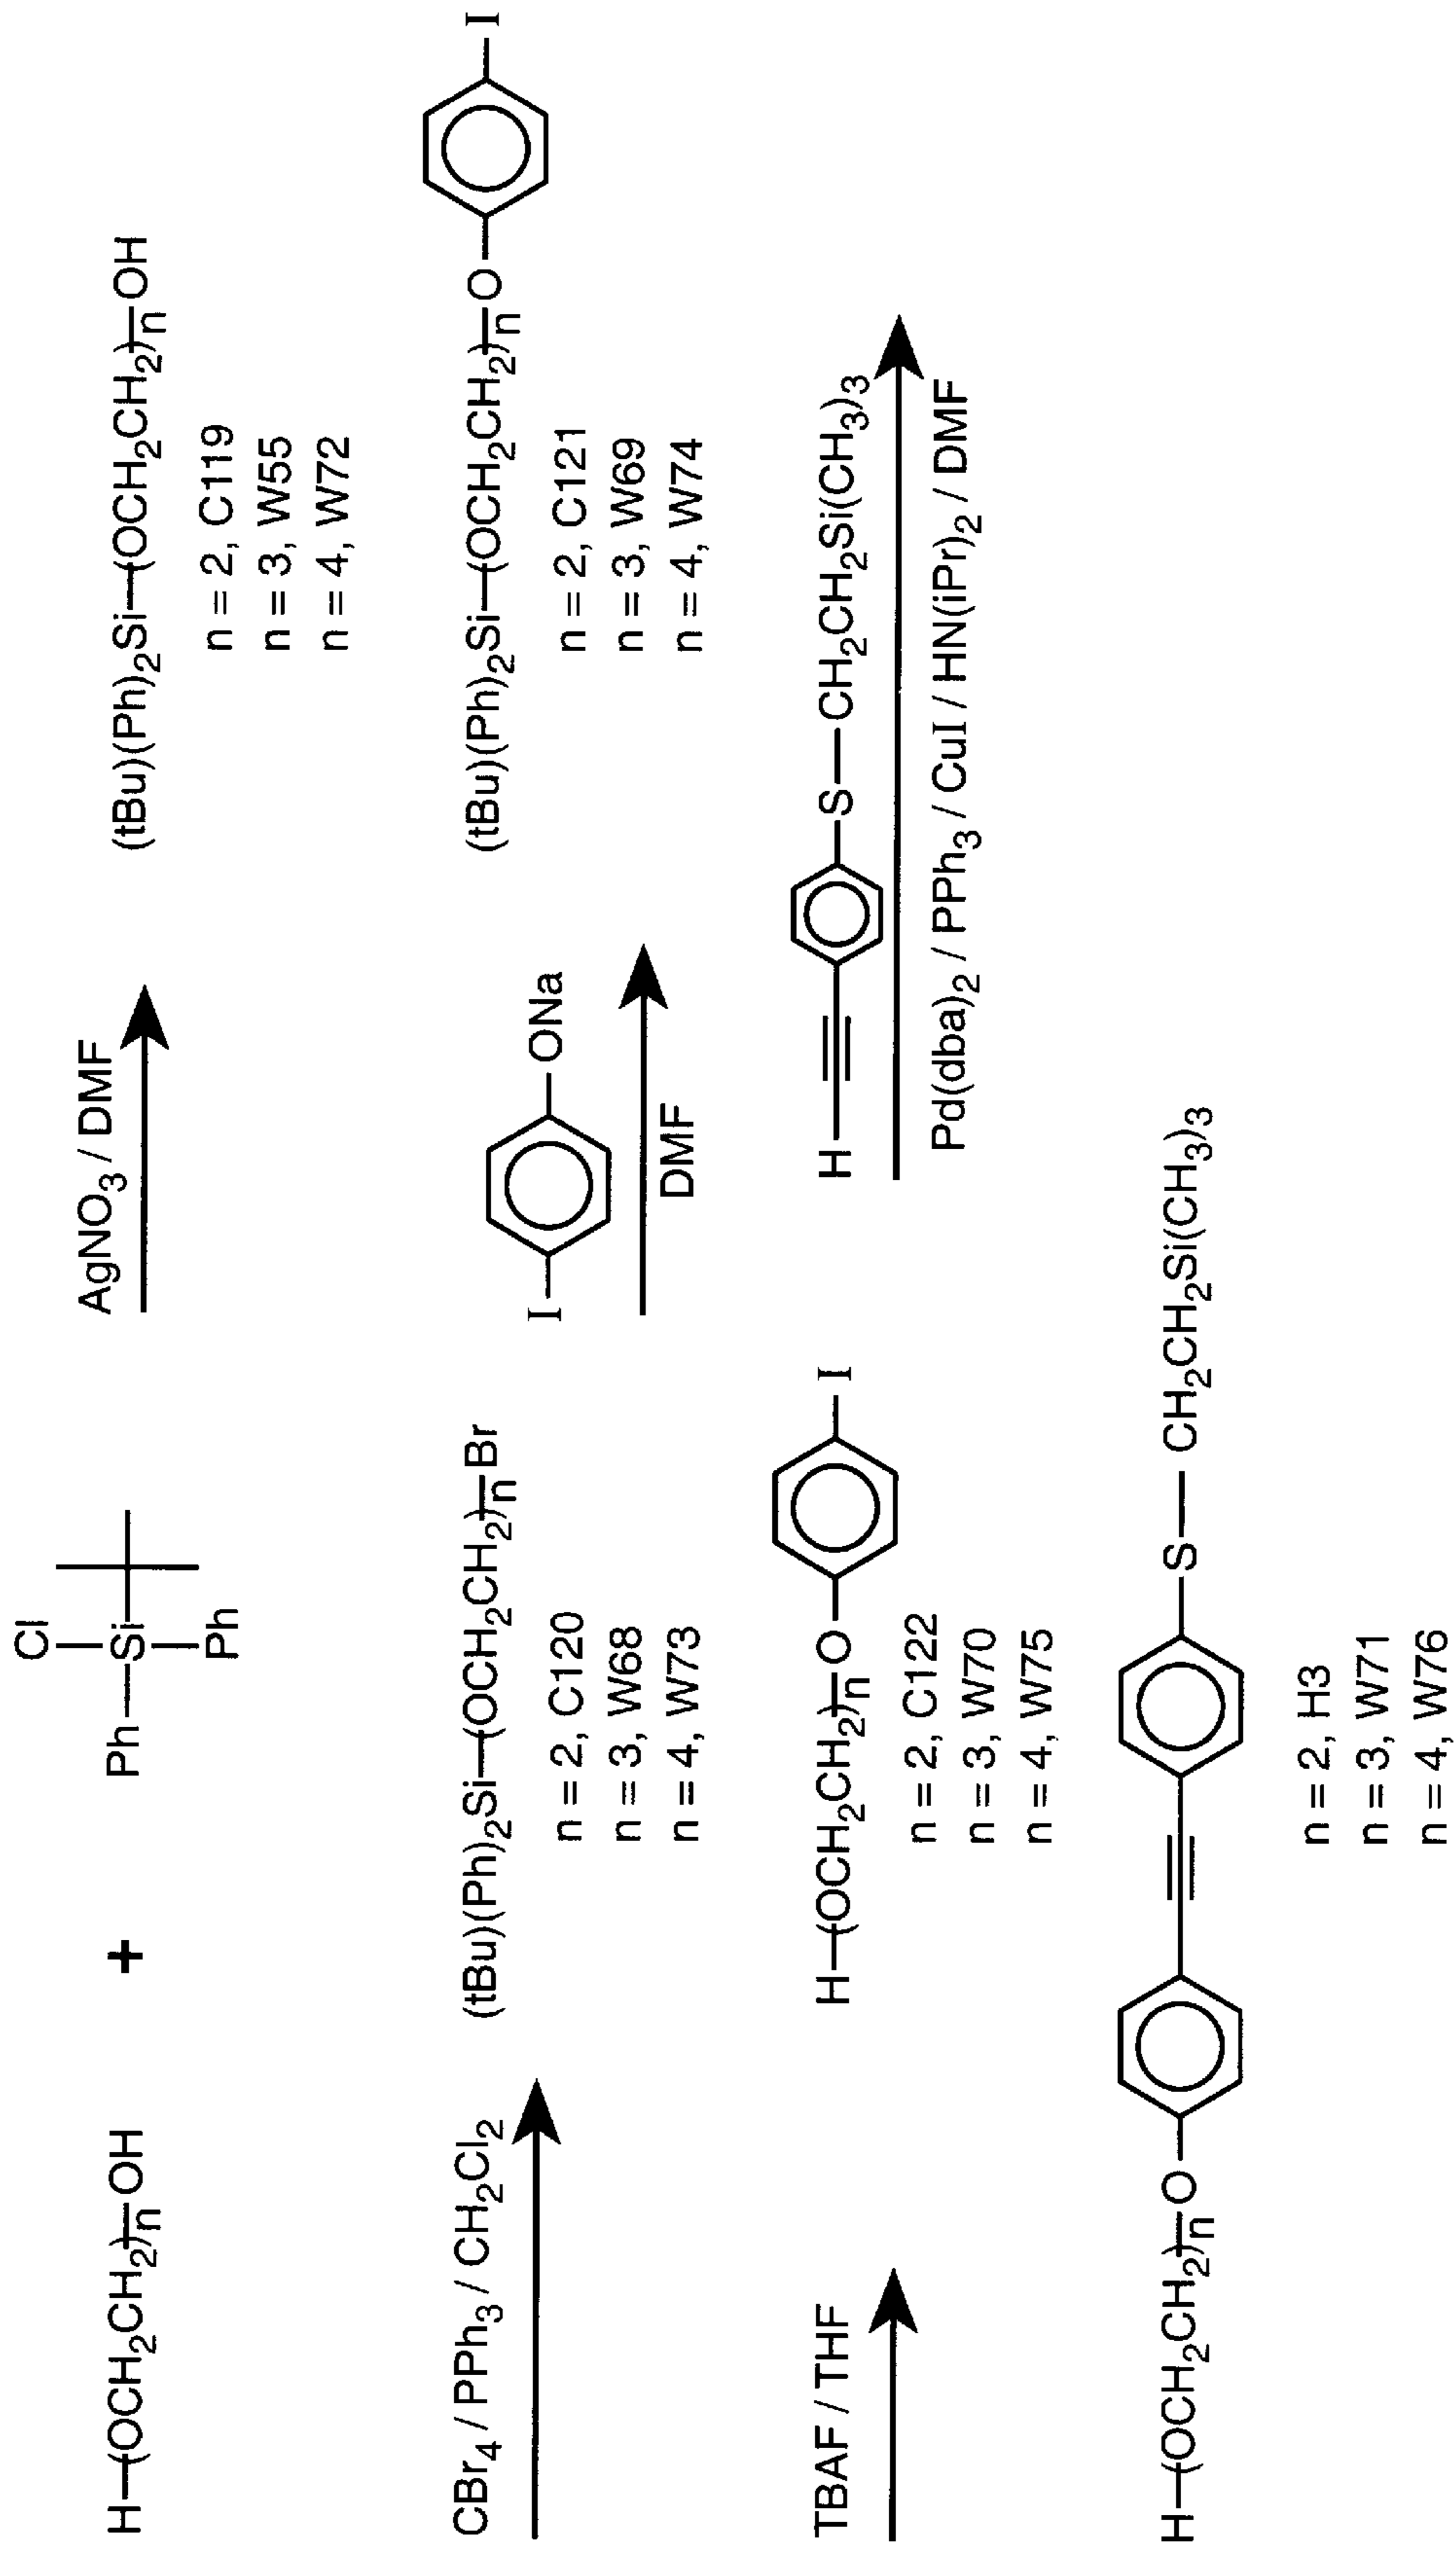 H—(OCH2CH2)n—OH + Cl
Ph—Si
Ph
AgNO3 / DMF
(tBu)(Ph)2Si—(OCH2CH2)n—OH
n = 2, C119
n = 3, W55
n = 4, W72
CBr4 / PPh3 / CH2Cl2
(tBu)(Ph)2Si—(OCH2CH2)n—Br
n = 2, C120
n = 3, W68
n = 4, W73
I— —ONa
DMF
(tBu)(Ph)2Si—(OCH2CH2)n—O— —I
n = 2, C121
n = 3, W69
n = 4, W74
TBAF / THF
H—(OCH2CH2)n—O— —I
n = 2, C122
n = 3, W70
n = 4, W75
H—≡— —S—CH2CH2Si(CH3)3
Pd(dba)2 / PPh3 / CuI / HN(iPr)2 / DMF
H—(OCH2CH2)n—O— —≡— —S—CH2CH2Si(CH3)3
n = 2, H3
n = 3, W71
n = 4, W76